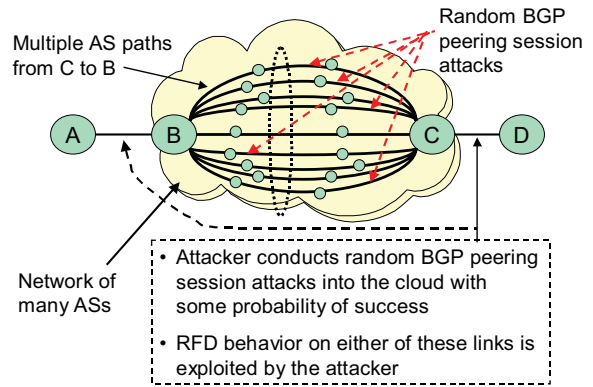 Random BGP
peering session
attacks
Multiple AS paths
from C to B
A
B
C
D
Network of
many ASs
• Attacker conducts random BGP peering
session attacks into the cloud with
some probability of success
• RFD behavior on either of these links is
exploited by the attacker